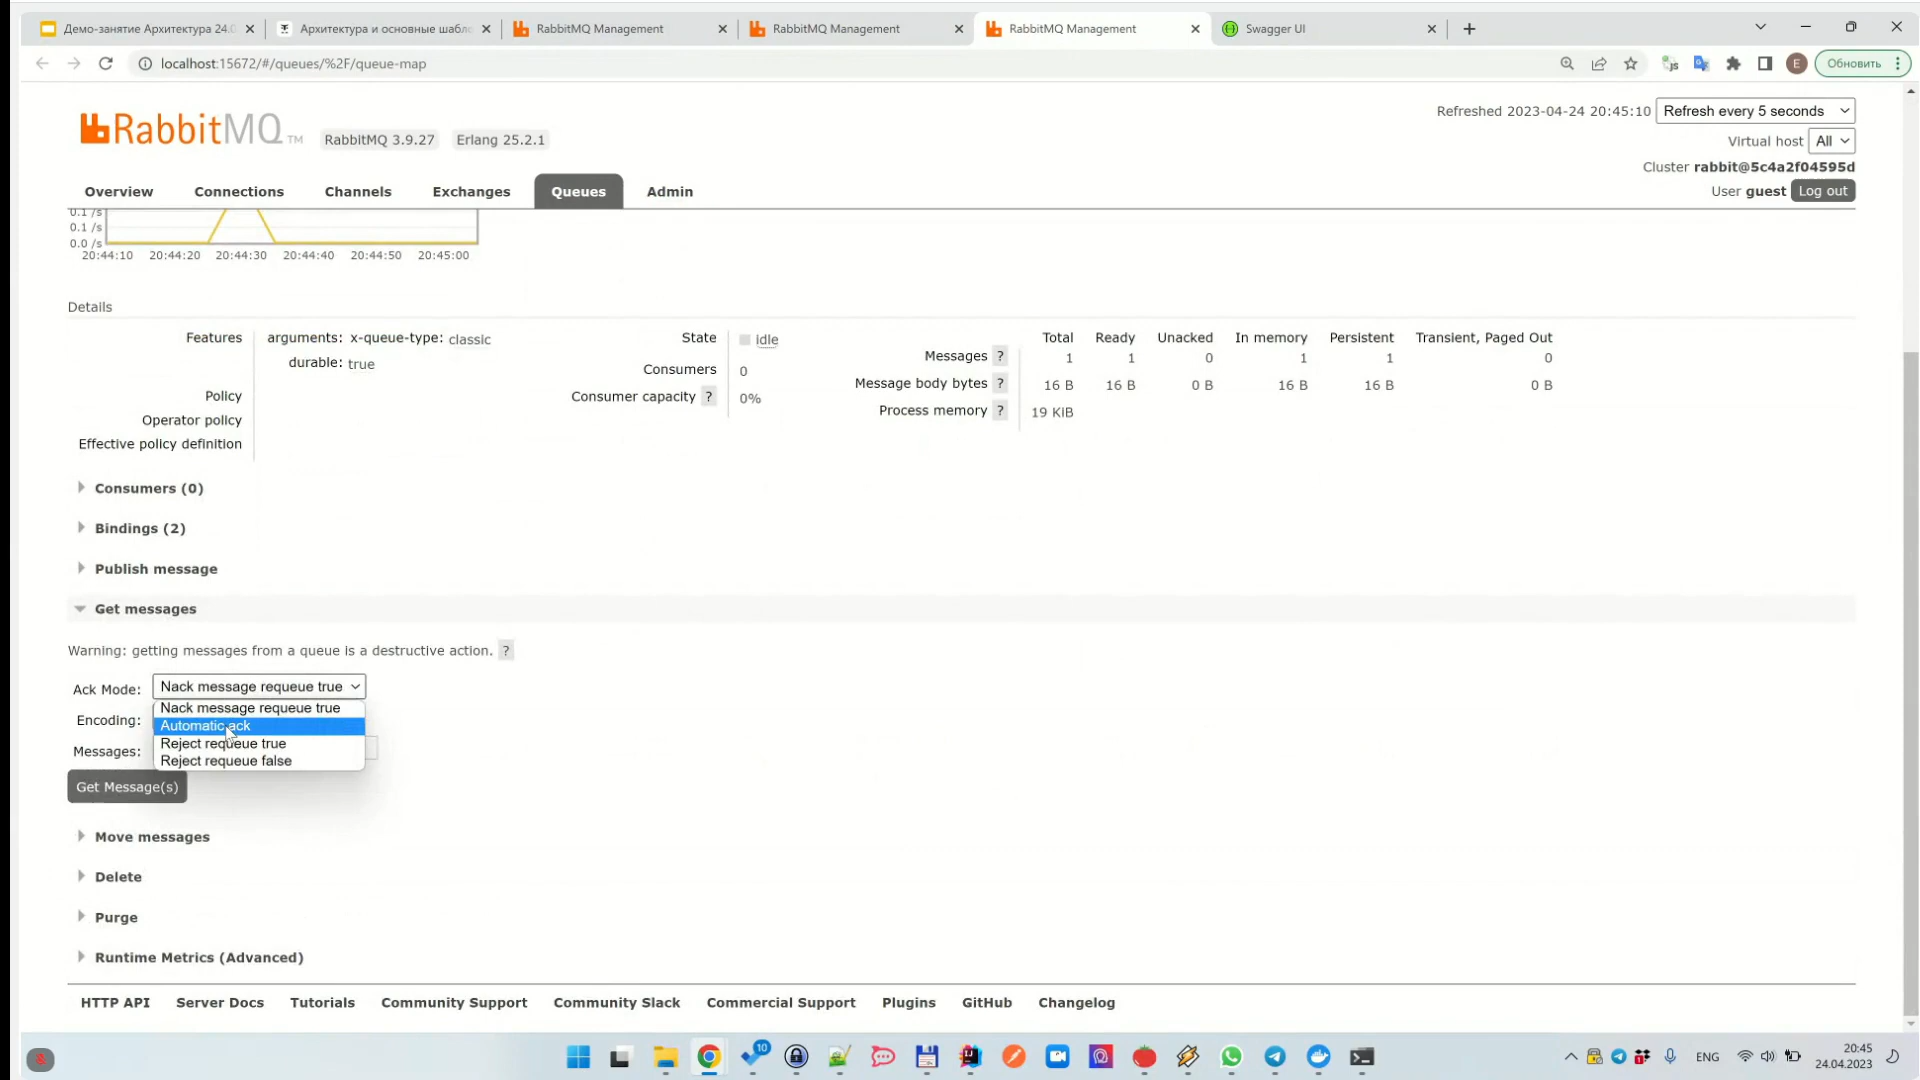 Демо-занятие Архитектура 24.0
Архитектура и основные шабло
RabbitMQ Management
RabbitMQ Management
RabbitMQ Management
Swagger UI
localhost:15672/#/queues/%2F/queue-map
E
Обновить
RabbitMQ TM
RabbitMQ 3.9.27
Erlang 25.2.1
Refreshed 2023-04-24 20:45:10
Refresh every 5 seconds
Virtual host All
Cluster rabbit@5c4a2f04595d
User guest Log out
Overview
Connections
Channels
Exchanges
Queues
Admin
0.1 /s
0.1 /s
0.0 /s
20:44:10 20:44:20 20:44:30 20:44:40 20:44:50 20:45:00
Details
Features
arguments: x-queue-type: classic
durable: true
Policy
Operator policy
Effective policy definition
State idle
Consumers 0
Consumer capacity ? 0%
Total Ready Unacked In memory Persistent Transient, Paged Out
Messages ? 1 1 0 1 1 0
Message body bytes ? 16 B 16 B 0 B 16 B 16 B 0 B
Process memory ? 19 KiB
Consumers (0)
Bindings (2)
Publish message
Get messages
Warning: getting messages from a queue is a destructive action. ?
Ack Mode: Nack message requeue true
Nack message requeue true
Encoding:
Automatic ack
Reject requeue true
Messages:
Reject requeue false
Get Message(s)
Move messages
Delete
Purge
Runtime Metrics (Advanced)
HTTP API Server Docs Tutorials Community Support Community Slack Commercial Support Plugins GitHub Changelog
10
ENG
20:45
24.04.2023